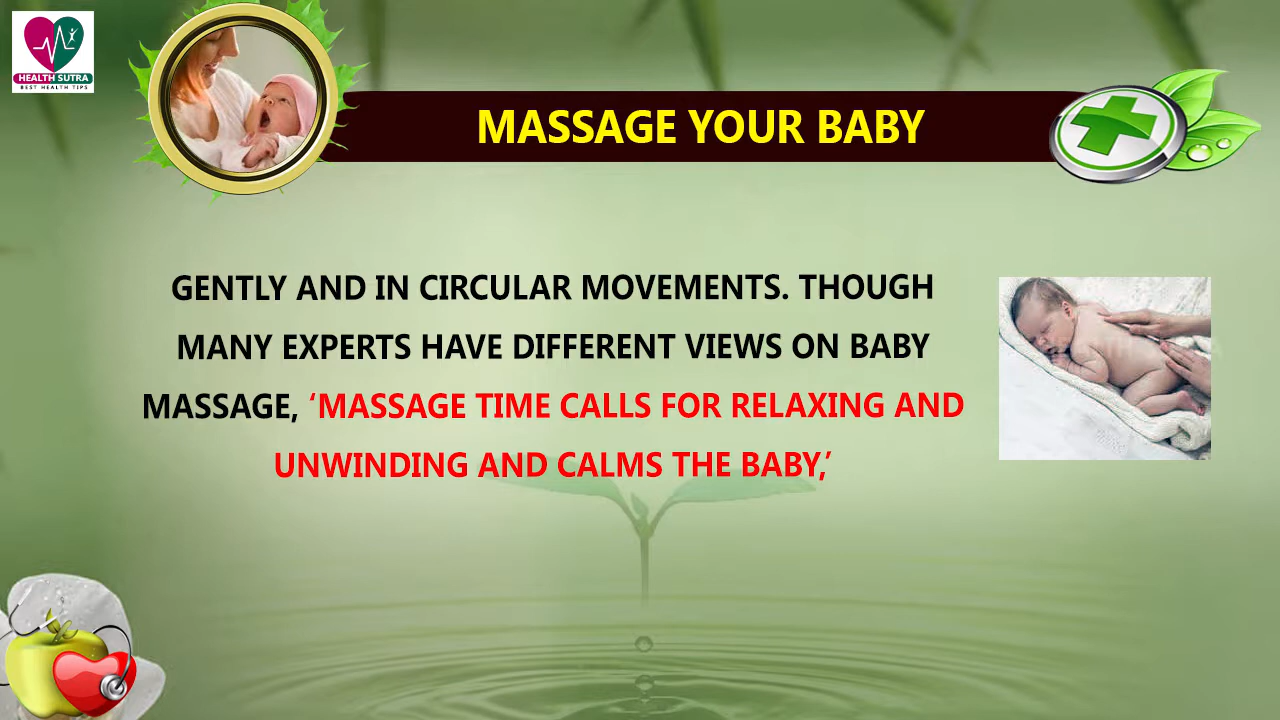 HEALTH SUTRA
BEST HEALTH TIPS
MASSAGE YOUR BABY
GENTLY AND IN CIRCULAR MOVEMENTS. THOUGH
MANY EXPERTS HAVE DIFFERENT VIEWS ON BABY
MASSAGE, ‘MASSAGE TIME CALLS FOR RELAXING AND
UNWINDING AND CALMS THE BABY,’